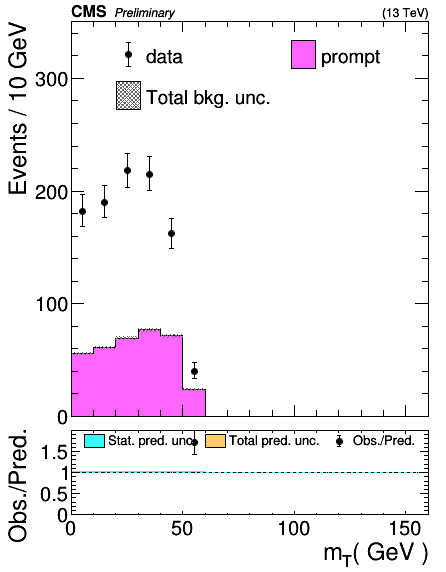 CMS Preliminary (13 TeV)
data prompt
Total bkg. unc.
Events / 10 GeV
300
200
100
0
Stat. pred. unc. Total pred. unc. Obs./Pred.
Obs./Pred.
1.5
1
0.5
0
0 50 100 150
m_T( GeV )